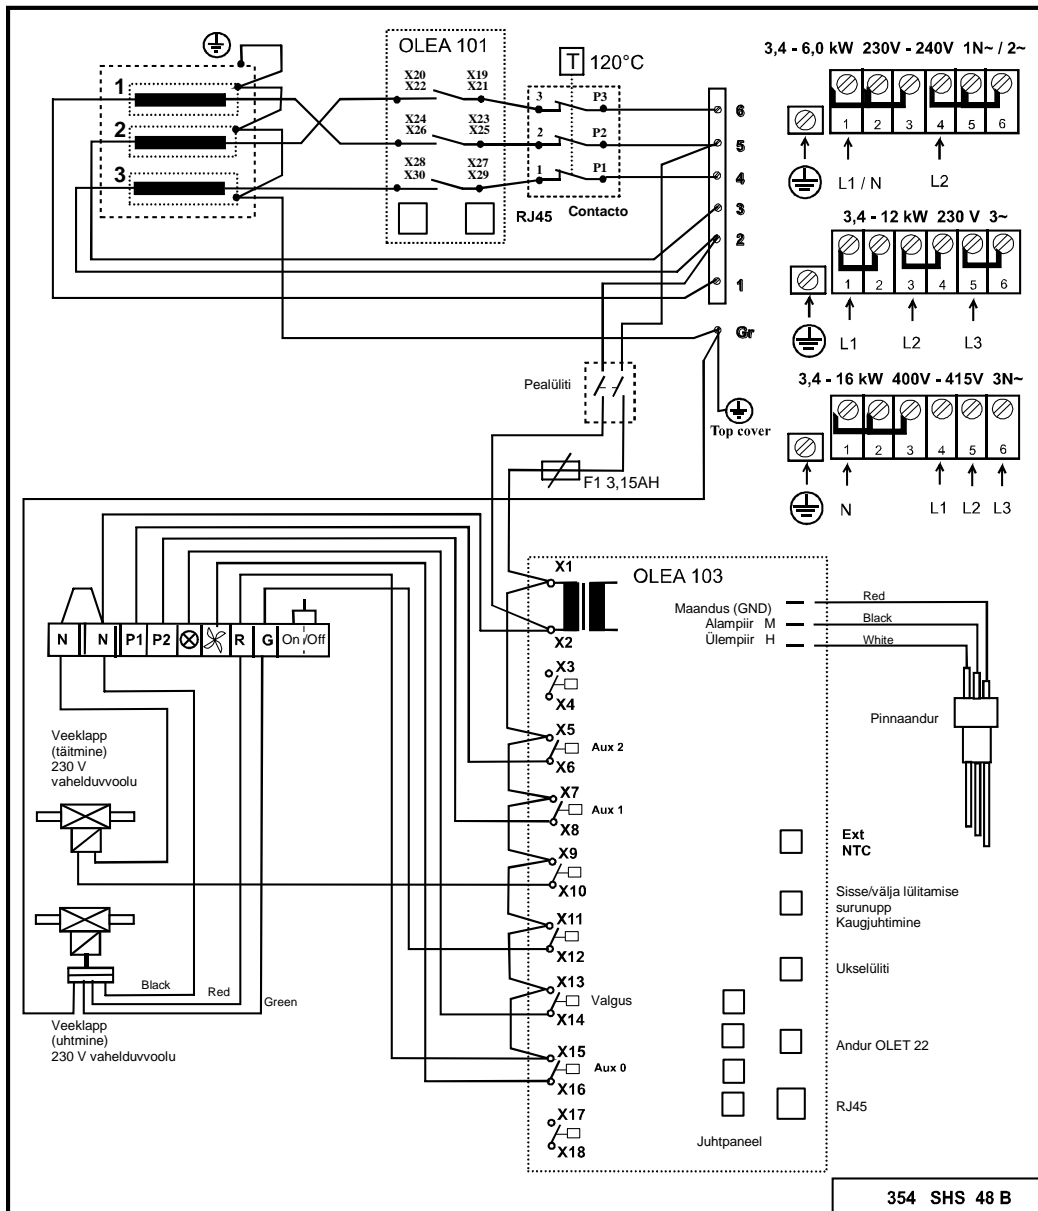 OLEA 101
T 120°C
3,4 - 6,0 kW 230V - 240V 1N~ / 2~
1
2
3
X20
X22
X19
X21
X24
X26
X23
X25
X28
X30
X27
X29
3
2
1
P3
P2
P1
RJ45
Contacto
6
5
4
3
2
1
Gr
1 2 3 4 5 6
L1 / N L2
3,4 - 12 kW 230 V 3~
1 2 3 4 5 6
L1 L2 L3
3,4 - 16 kW 400V - 415V 3N~
1 2 3 4 5 6
N L1 L2 L3
Pealüliti
Top cover
F1 3,15AH
N N P1 P2 R G On /Off
X1
X2
OLEA 103
Maandus (GND)
Alampiir M
Ülempiir H
Red
Black
White
Pinnaandur
X3
X4
X5
X6
Aux 2
X7
X8
Aux 1
X9
X10
X11
X12
X13
X14
Valgus
X15
X16
Aux 0
X17
X18
Veeklapp
(täitmine)
230 V
vahelduvvoolu
Black
Red
Green
Veeklapp
(uhtmine)
230 V vahelduvvoolu
Ext
NTC
Sisse/välja lülitamise
surunupp
Kaugjuhtimine
Ukselüliti
Andur OLET 22
RJ45
Juhtpaneel
354 SHS 48 B